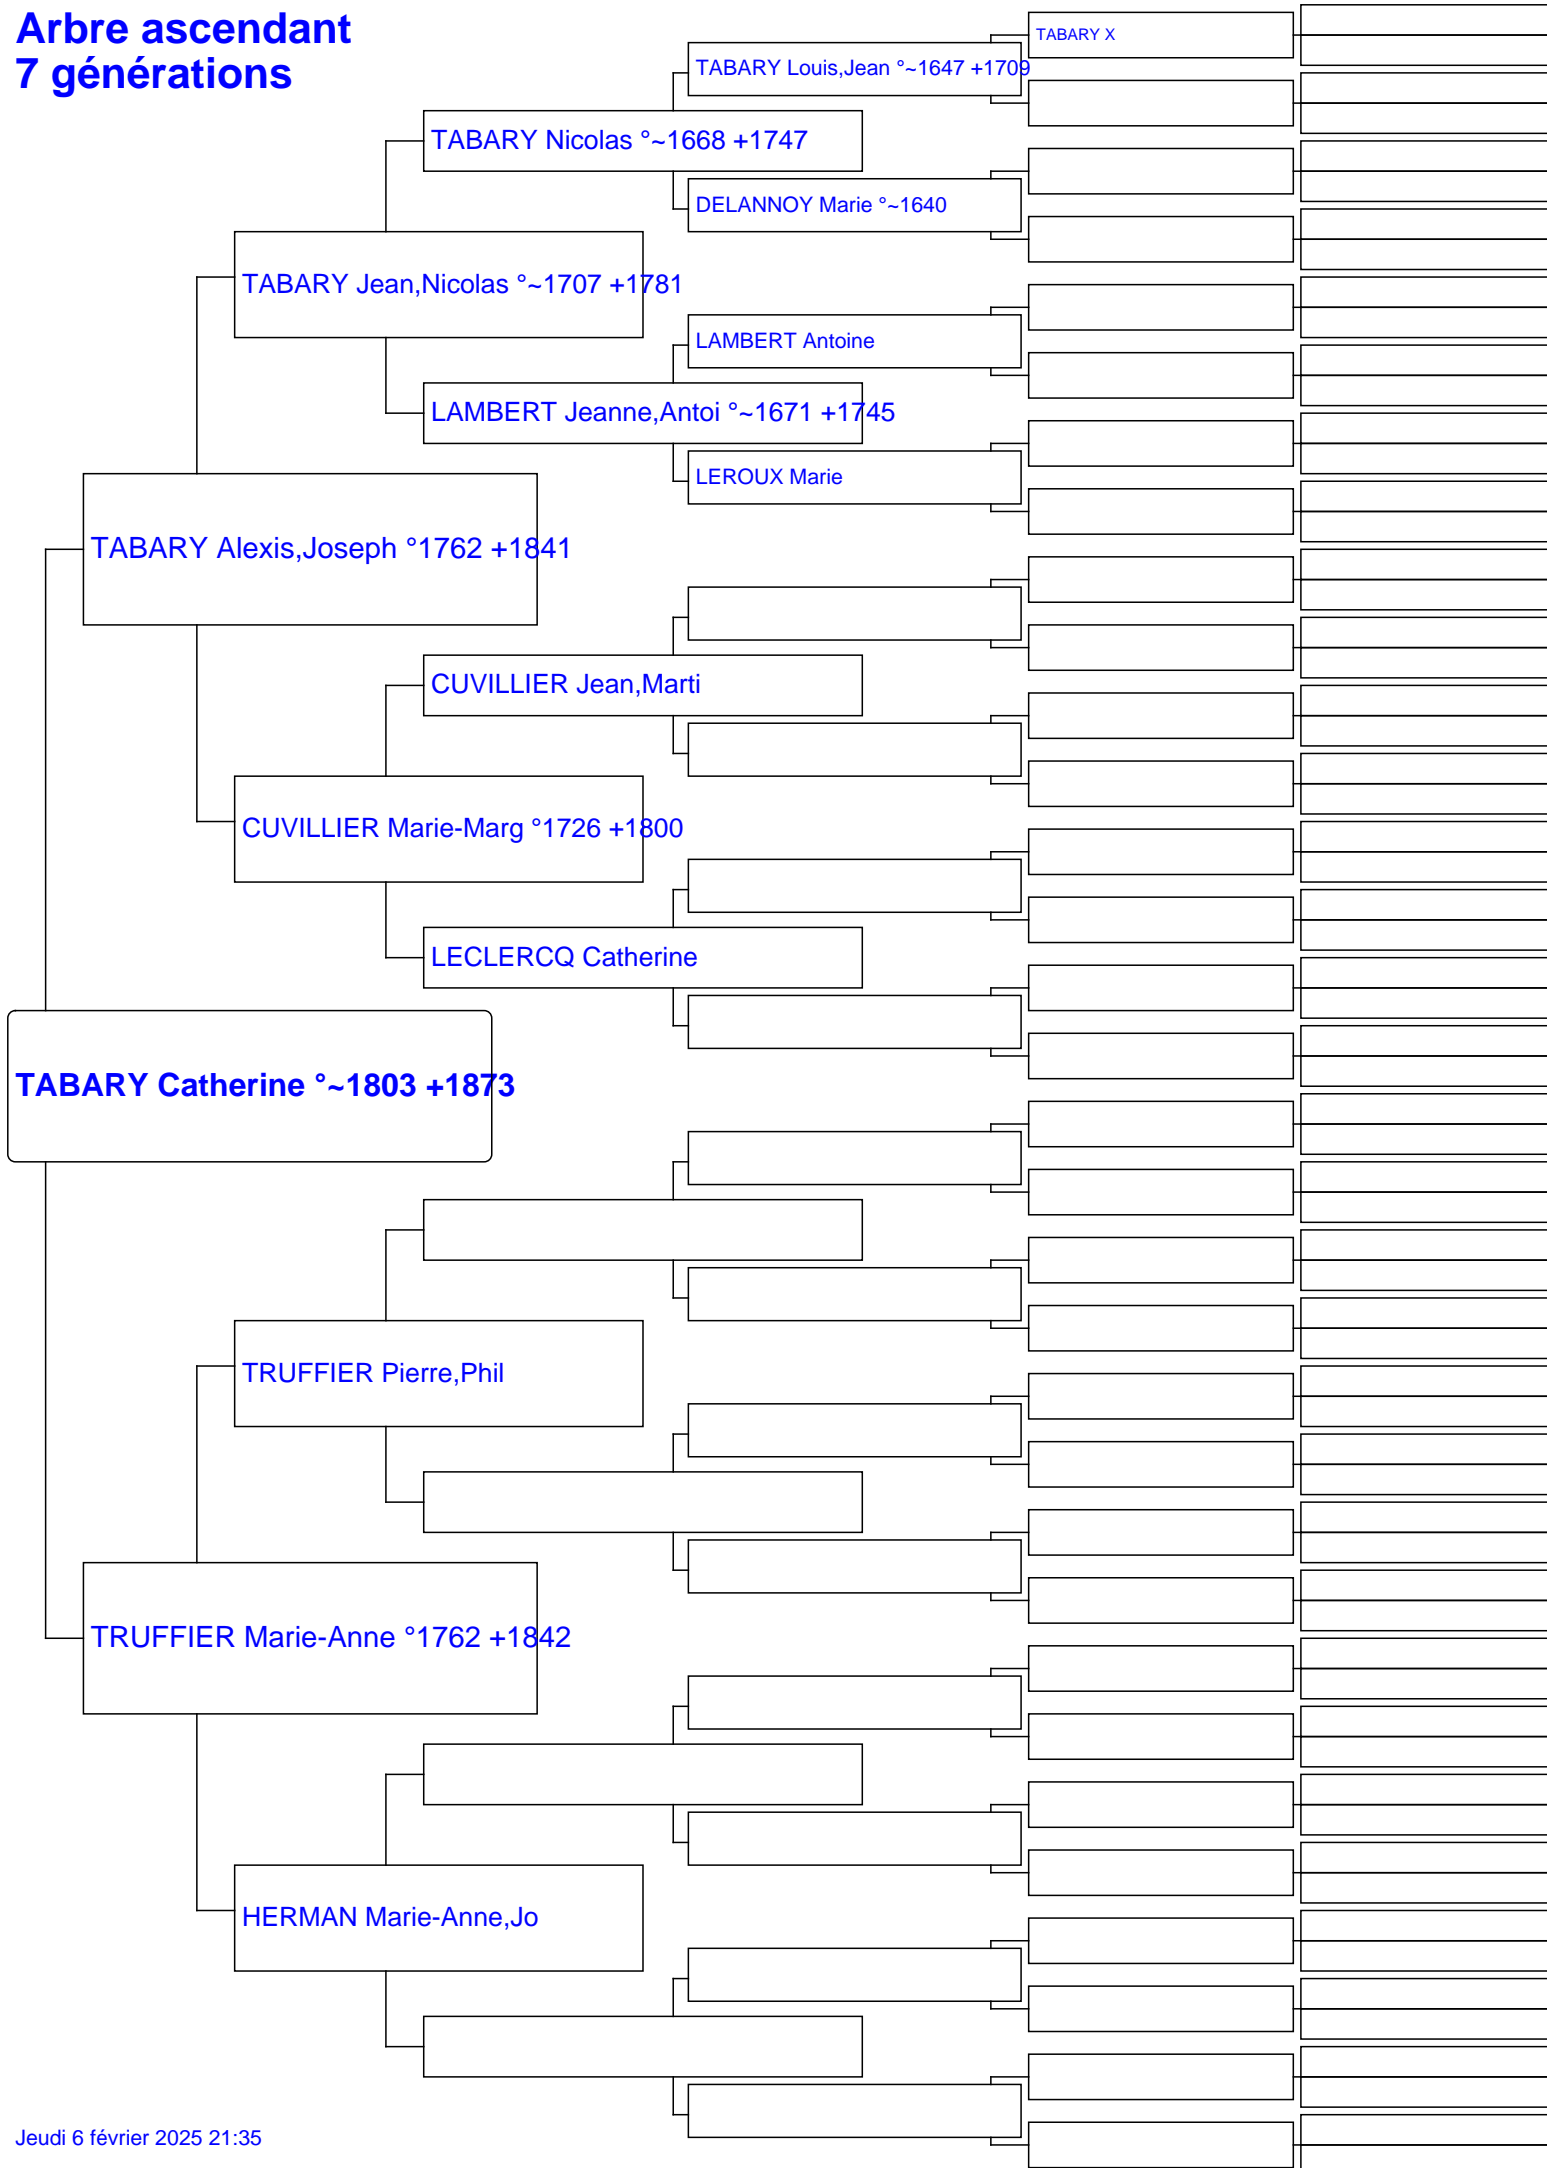 Arbre ascendant
7 générations
TABARY X
TABARY Louis,Jean °~1647 +1709
TABARY Nicolas °~1668 +1747
DELANNOY Marie °~1640
TABARY Jean,Nicolas °~1707 +1781
LAMBERT Antoine
LAMBERT Jeanne,Antoi °~1671 +1745
LEROUX Marie
TABARY Alexis,Joseph °1762 +1841
CUVILLIER Jean,Marti
CUVILLIER Marie-Marg °1726 +1800
LECLERCQ Catherine
TABARY Catherine °~1803 +1873
TRUFFIER Pierre,Phil
TRUFFIER Marie-Anne °1762 +1842
HERMAN Marie-Anne,Jo
Jeudi 6 février 2025 21:35